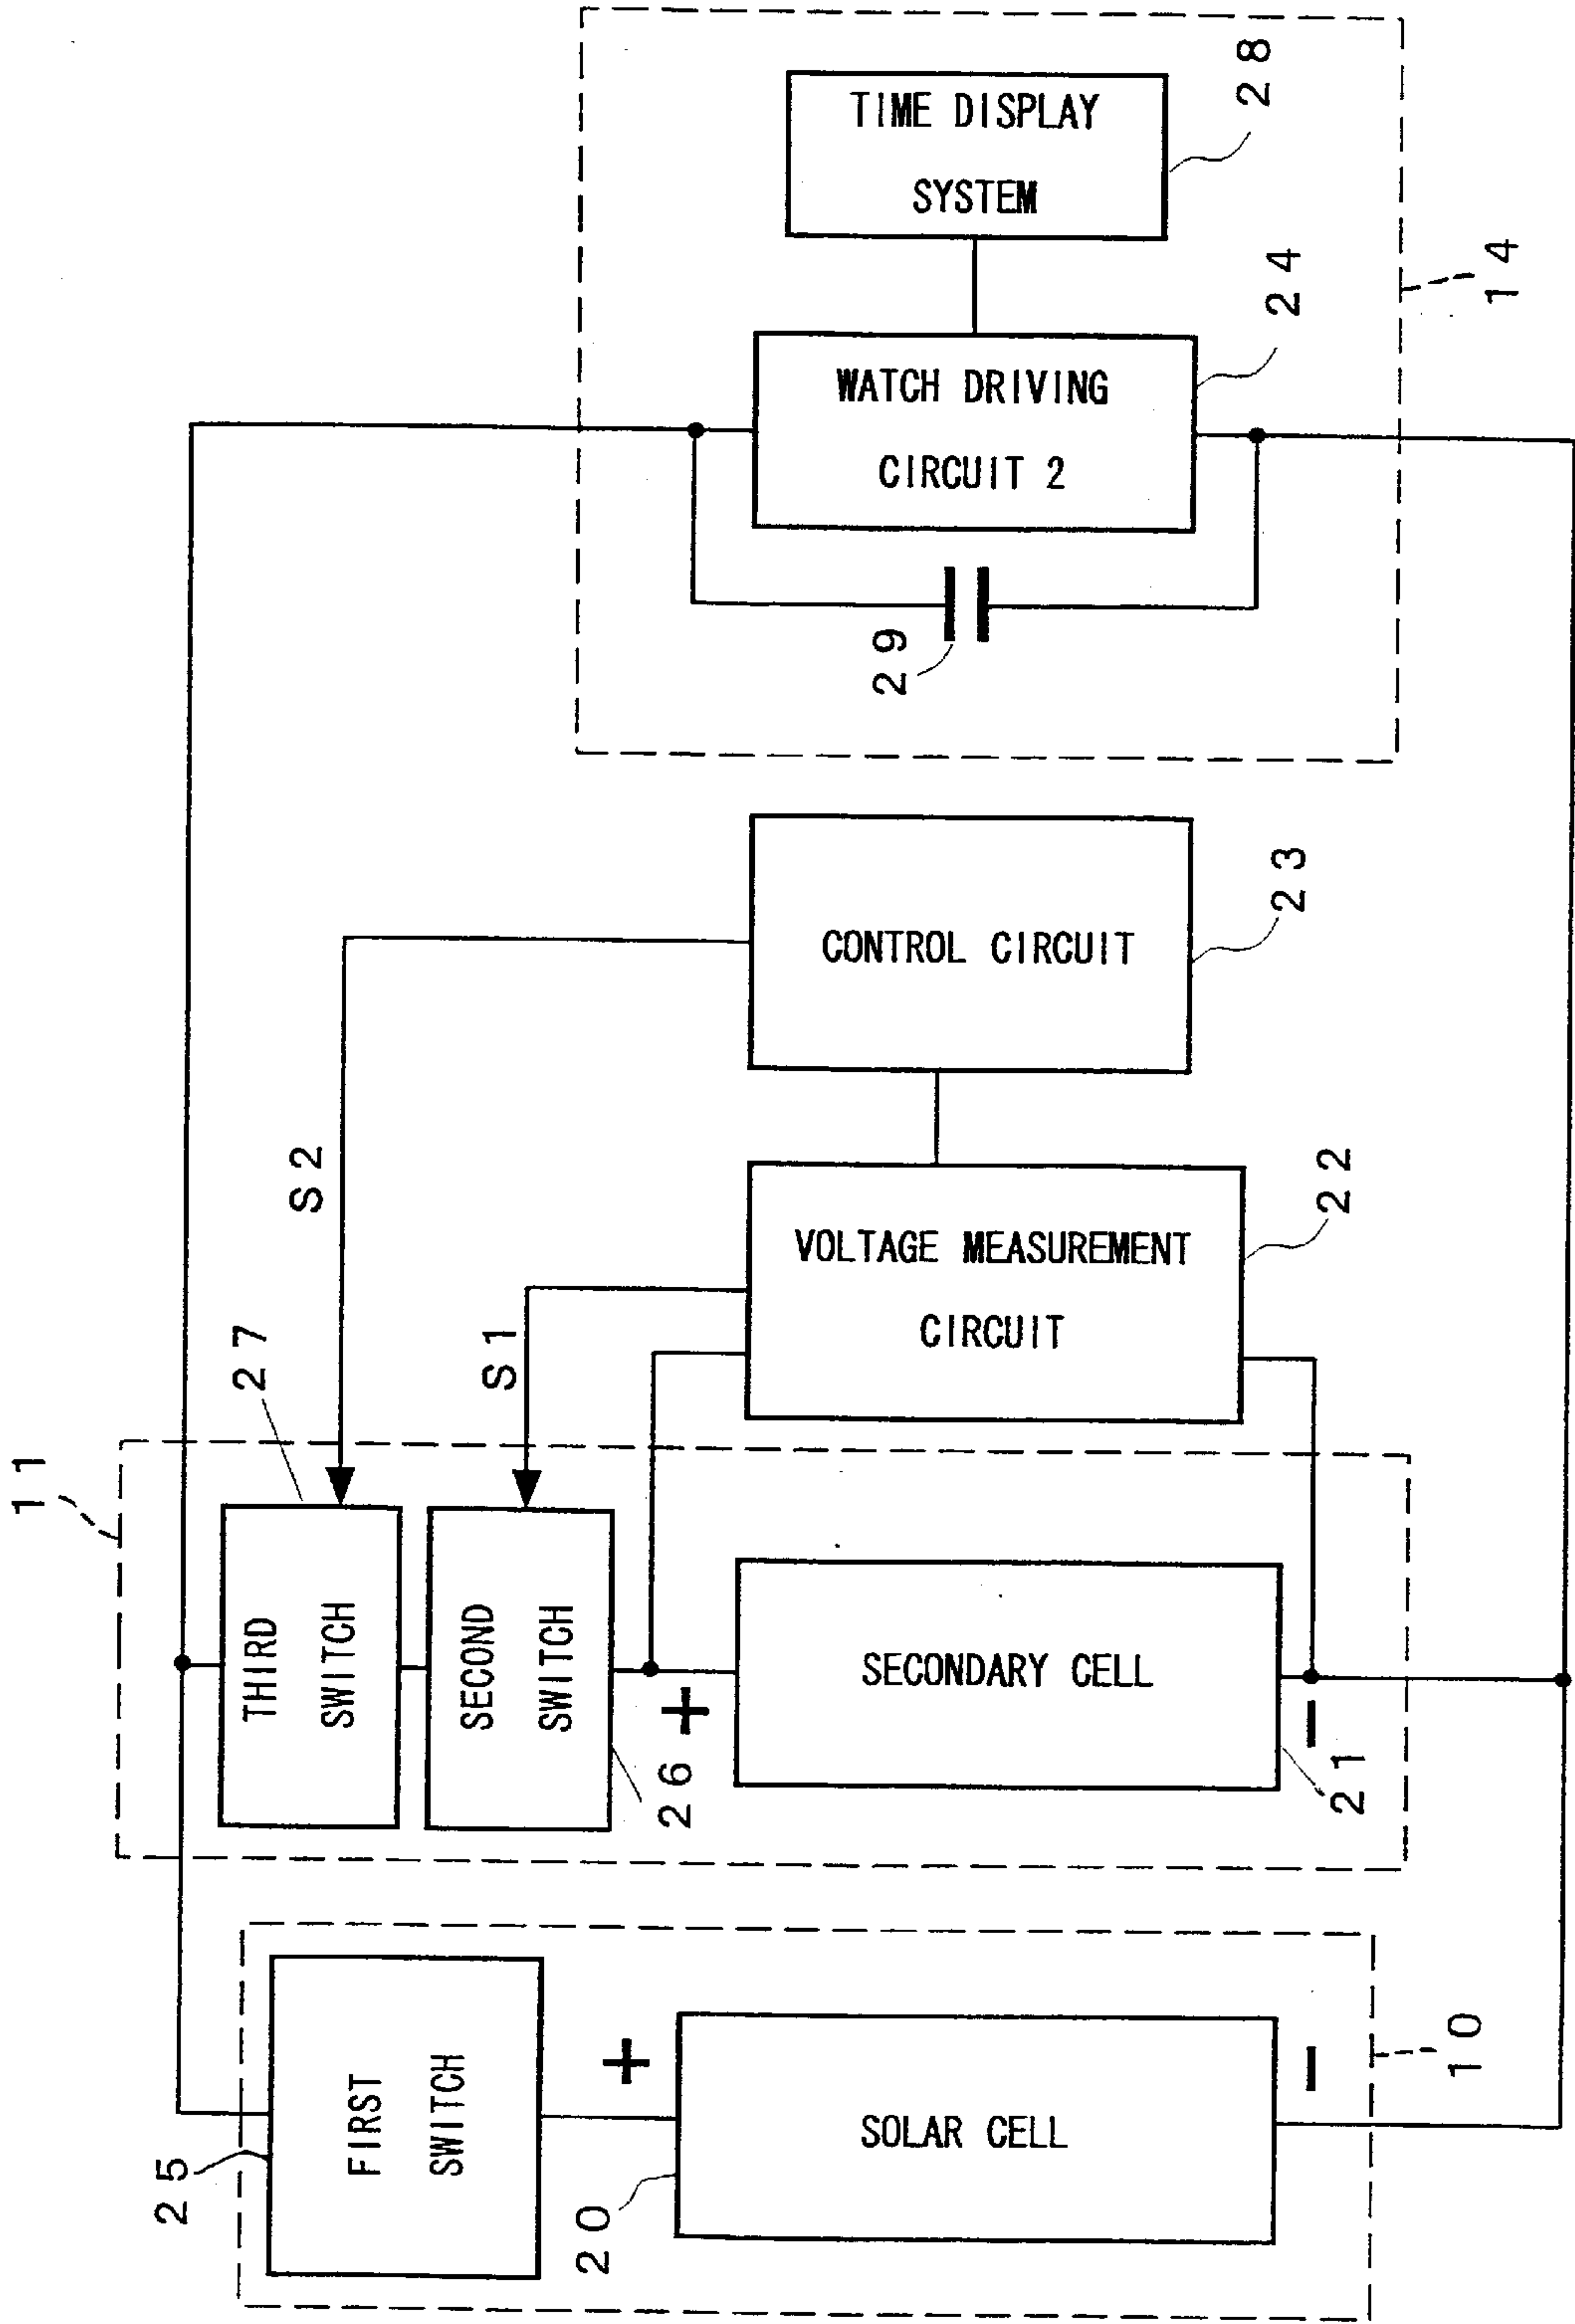 11
THIRD
SWITCH
27
S2
SECOND
SWITCH
26
S1
+
SECONDARY CELL
21
−
25
FIRST
SWITCH
+
20
SOLAR CELL
−
10
VOLTAGE MEASUREMENT
CIRCUIT
22
CONTROL CIRCUIT
23
29
WATCH DRIVING
CIRCUIT 2
24
TIME DISPLAY
SYSTEM
28
14